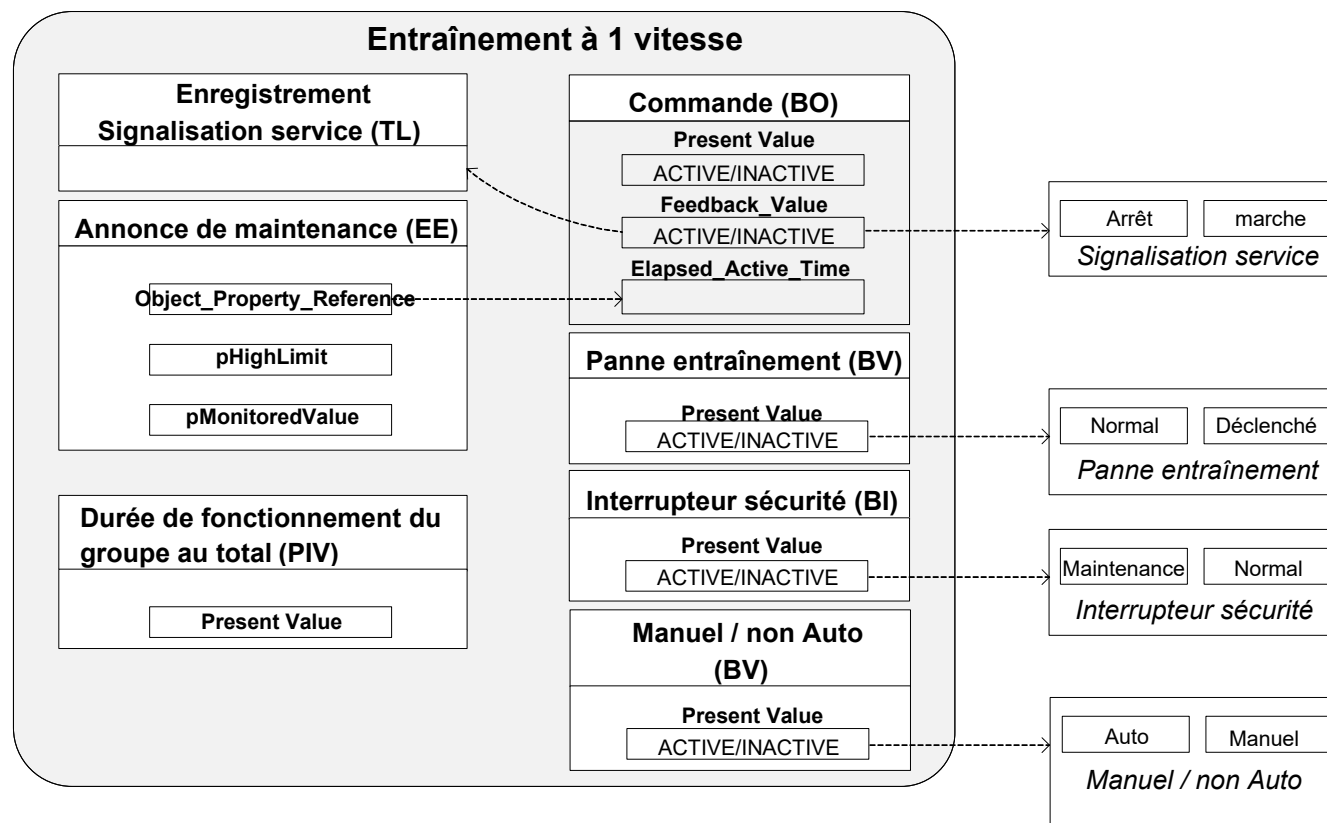 Entraînement à 1 vitesse
Enregistrement
Signalisation service (TL)
Annonce de maintenance (EE)
Object_Property_Reference
pHighLimit
pMonitoredValue
Durée de fonctionnement du
groupe au total (PIV)
Present Value
Commande (BO)
Present Value
ACTIVE/INACTIVE
Feedback_Value
ACTIVE/INACTIVE
Elapsed_Active_Time
Panne entraînement (BV)
Present Value
ACTIVE/INACTIVE
Interrupteur sécurité (BI)
Present Value
ACTIVE/INACTIVE
Manuel / non Auto
(BV)
Present Value
ACTIVE/INACTIVE
Arrêt marche
Signalisation service
Normal Déclenché
Panne entraînement
Maintenance Normal
Interrupteur sécurité
Auto Manuel
Manuel / non Auto